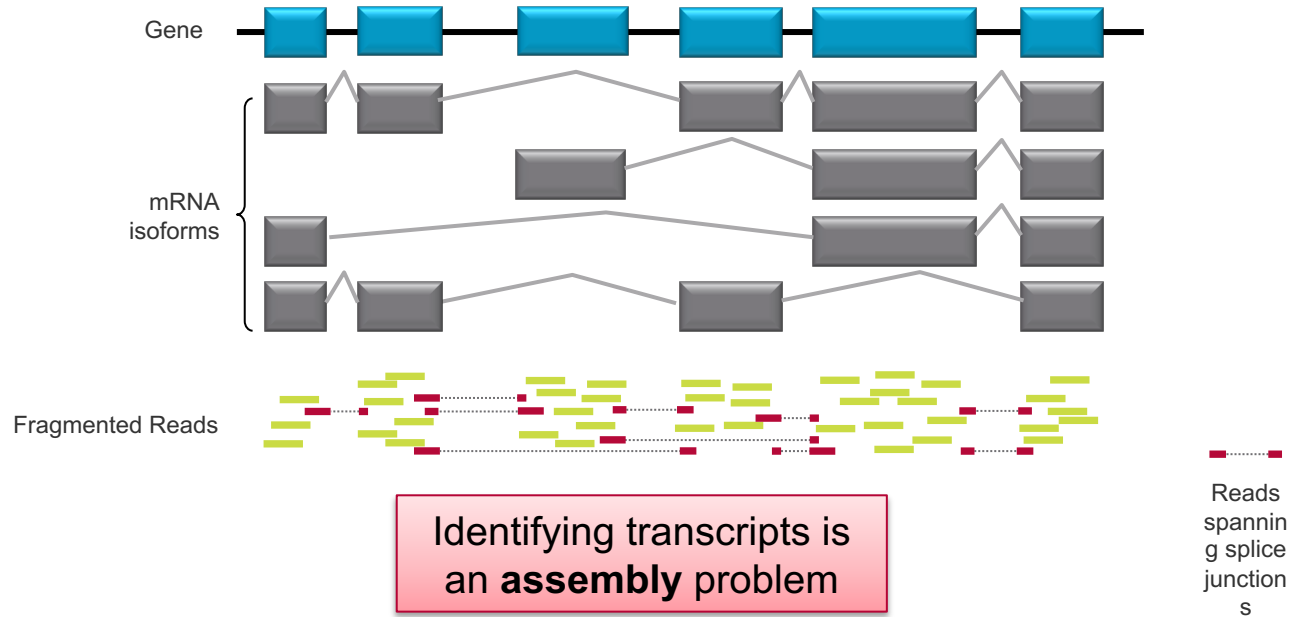 Gene
mRNA
isoforms
Fragmented Reads
Identifying transcripts is
an assembly problem
Reads
spannin
g splice
junction
s